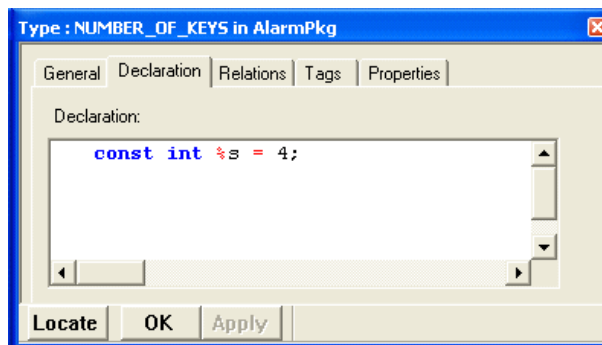 Type : NUMBER_OF_KEYS in AlarmPkg
General Declaration Relations Tags Properties
Declaration:
const int %s = 4;
Locate OK Apply